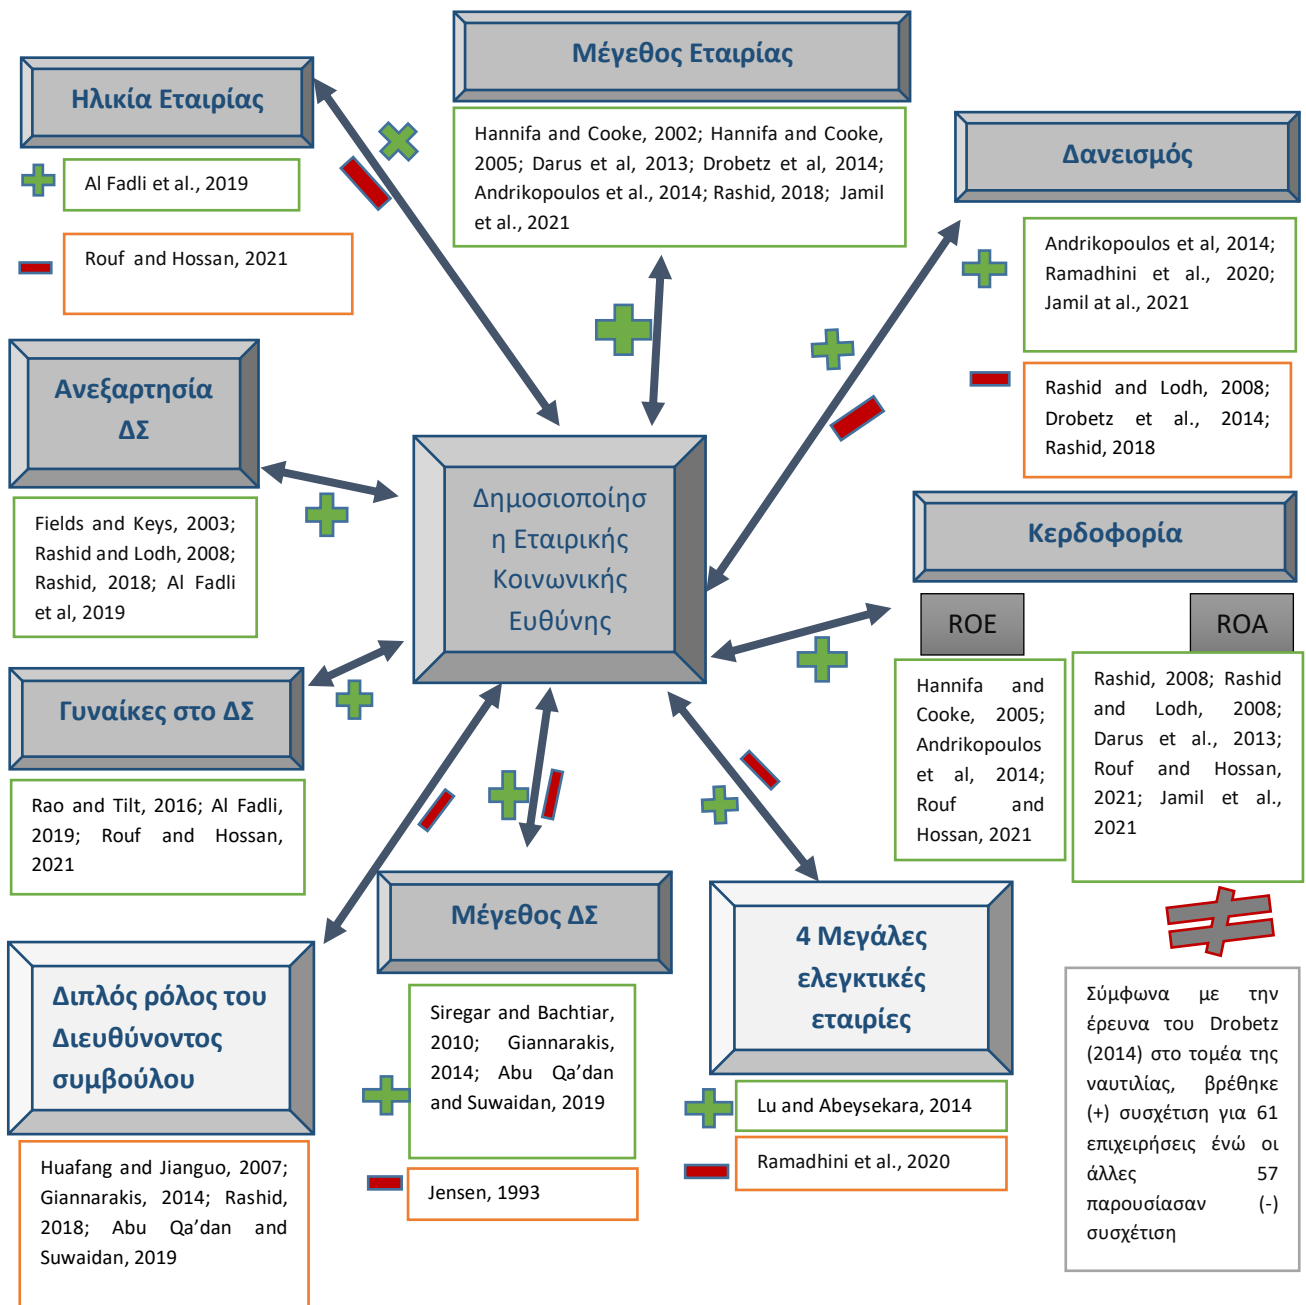 Μέγεθος Εταιρίας
Hannifa and Cooke, 2002; Hannifa and Cooke,
2005; Darus et al, 2013; Drobetz et al, 2014;
Andrikopoulos et al., 2014; Rashid, 2018; Jamil
et al., 2021
Ηλικία Εταιρίας
Al Fadli et al., 2019
Rouf and Hossan, 2021
Δανεισμός
Andrikopoulos et al, 2014;
Ramadhini et al., 2020;
Jamil at al., 2021
Rashid and Lodh, 2008;
Drobetz et al., 2014;
Rashid, 2018
Ανεξαρτησία
ΔΣ
Fields and Keys, 2003;
Rashid and Lodh, 2008;
Rashid, 2018; Al Fadli
et al, 2019
Δημοσιοποίησ
η Εταιρικής
Κοινωνικής
Ευθύνης
Κερδοφορία
ROE
Hannifa and
Cooke, 2005;
Andrikopoulos
et al, 2014;
Rouf and
Hossan, 2021
ROA
Rashid, 2008; Rashid
and Lodh, 2008;
Darus et al., 2013;
Rouf and Hossan,
2021; Jamil et al.,
2021
Γυναίκες στο ΔΣ
Rao and Tilt, 2016; Al Fadli,
2019; Rouf and Hossan,
2021
Διπλός ρόλος του
Διευθύνοντος
συμβούλου
Huafang and Jianguo, 2007;
Giannarakis, 2014; Rashid,
2018; Abu Qa’dan and
Suwaidan, 2019
Μέγεθος ΔΣ
Siregar and Bachtiar,
2010; Giannarakis,
2014; Abu Qa’dan
and Suwaidan, 2019
Jensen, 1993
4 Μεγάλες
ελεγκτικές
εταιρίες
Lu and Abeysekara, 2014
Ramadhini et al., 2020
Σύμφωνα με την
έρευνα του Drobetz
(2014) στο τομέα της
ναυτιλίας, βρέθηκε
(+) συσχέτιση για 61
επιχειρήσεις ένώ οι
άλλες 57
παρουσίασαν (-)
συσχέτιση